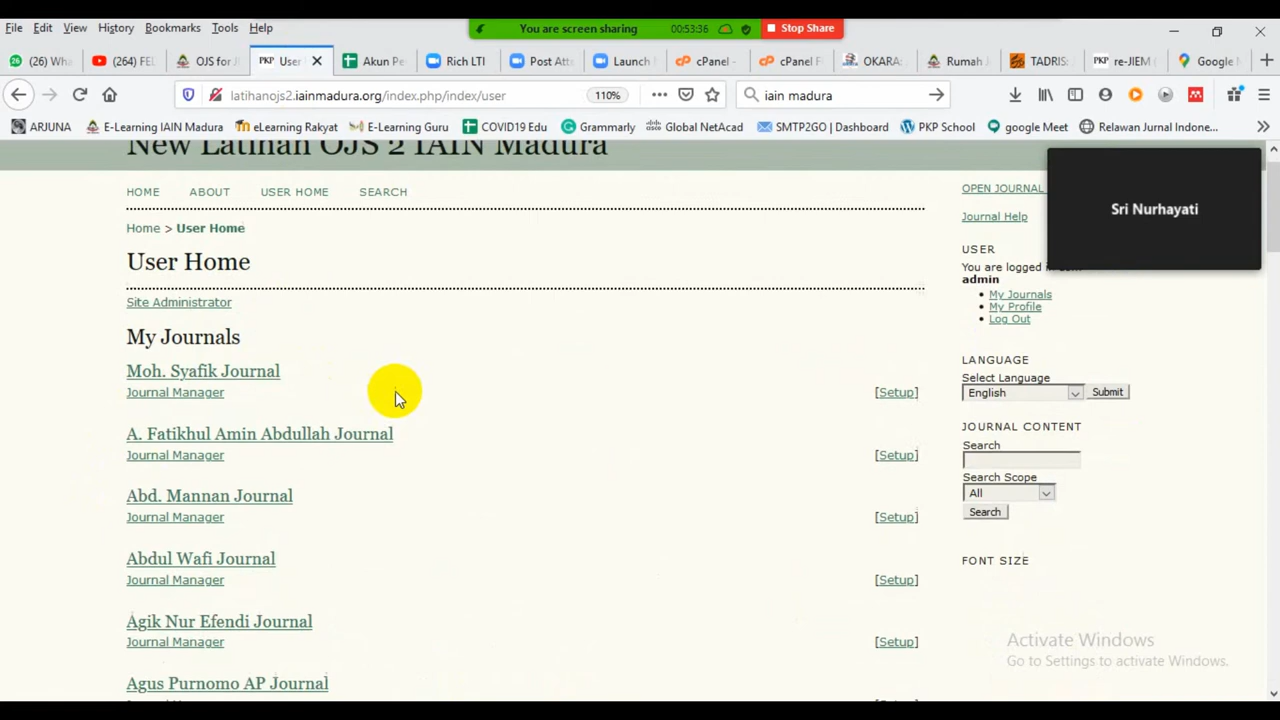 You are screen sharing 00:53:36 Stop Share
File Edit View History Bookmarks Tools Help
(26) Wha (264) FEL OJS for J PKP User Akun Pe Rich LTI Post Att Launch cPanel - cPanel F OKARA: Rumah J TADRIS: PKP re-JIEM Google
latihanojs2.iainmadura.org/index.php/index/user 110% iain madura
ARJUNA E-Learning IAIN Madura eLearning Rakyat E-Learning Guru COVID19 Edu Grammarly Global NetAcad SMTP2GO | Dashboard PKP School google Meet Relawan Jurnal Indone...
New Latihan OJS 2 IAIN Madura
HOME ABOUT USER HOME SEARCH
Home > User Home
User Home
Site Administrator
My Journals
Moh. Syafik Journal
Journal Manager [Setup]
A. Fatikhul Amin Abdullah Journal
Journal Manager [Setup]
Abd. Mannan Journal
Journal Manager [Setup]
Abdul Wafi Journal
Journal Manager [Setup]
Agik Nur Efendi Journal
Journal Manager [Setup]
Agus Purnomo AP Journal
OPEN JOURNAL
Journal Help
Sri Nurhayati
USER
You are logged in
admin
My Journals
My Profile
Log Out
LANGUAGE
Select Language
English Submit
JOURNAL CONTENT
Search
Search Scope
All
Search
FONT SIZE
Activate Windows
Go to Settings to activate Windows.